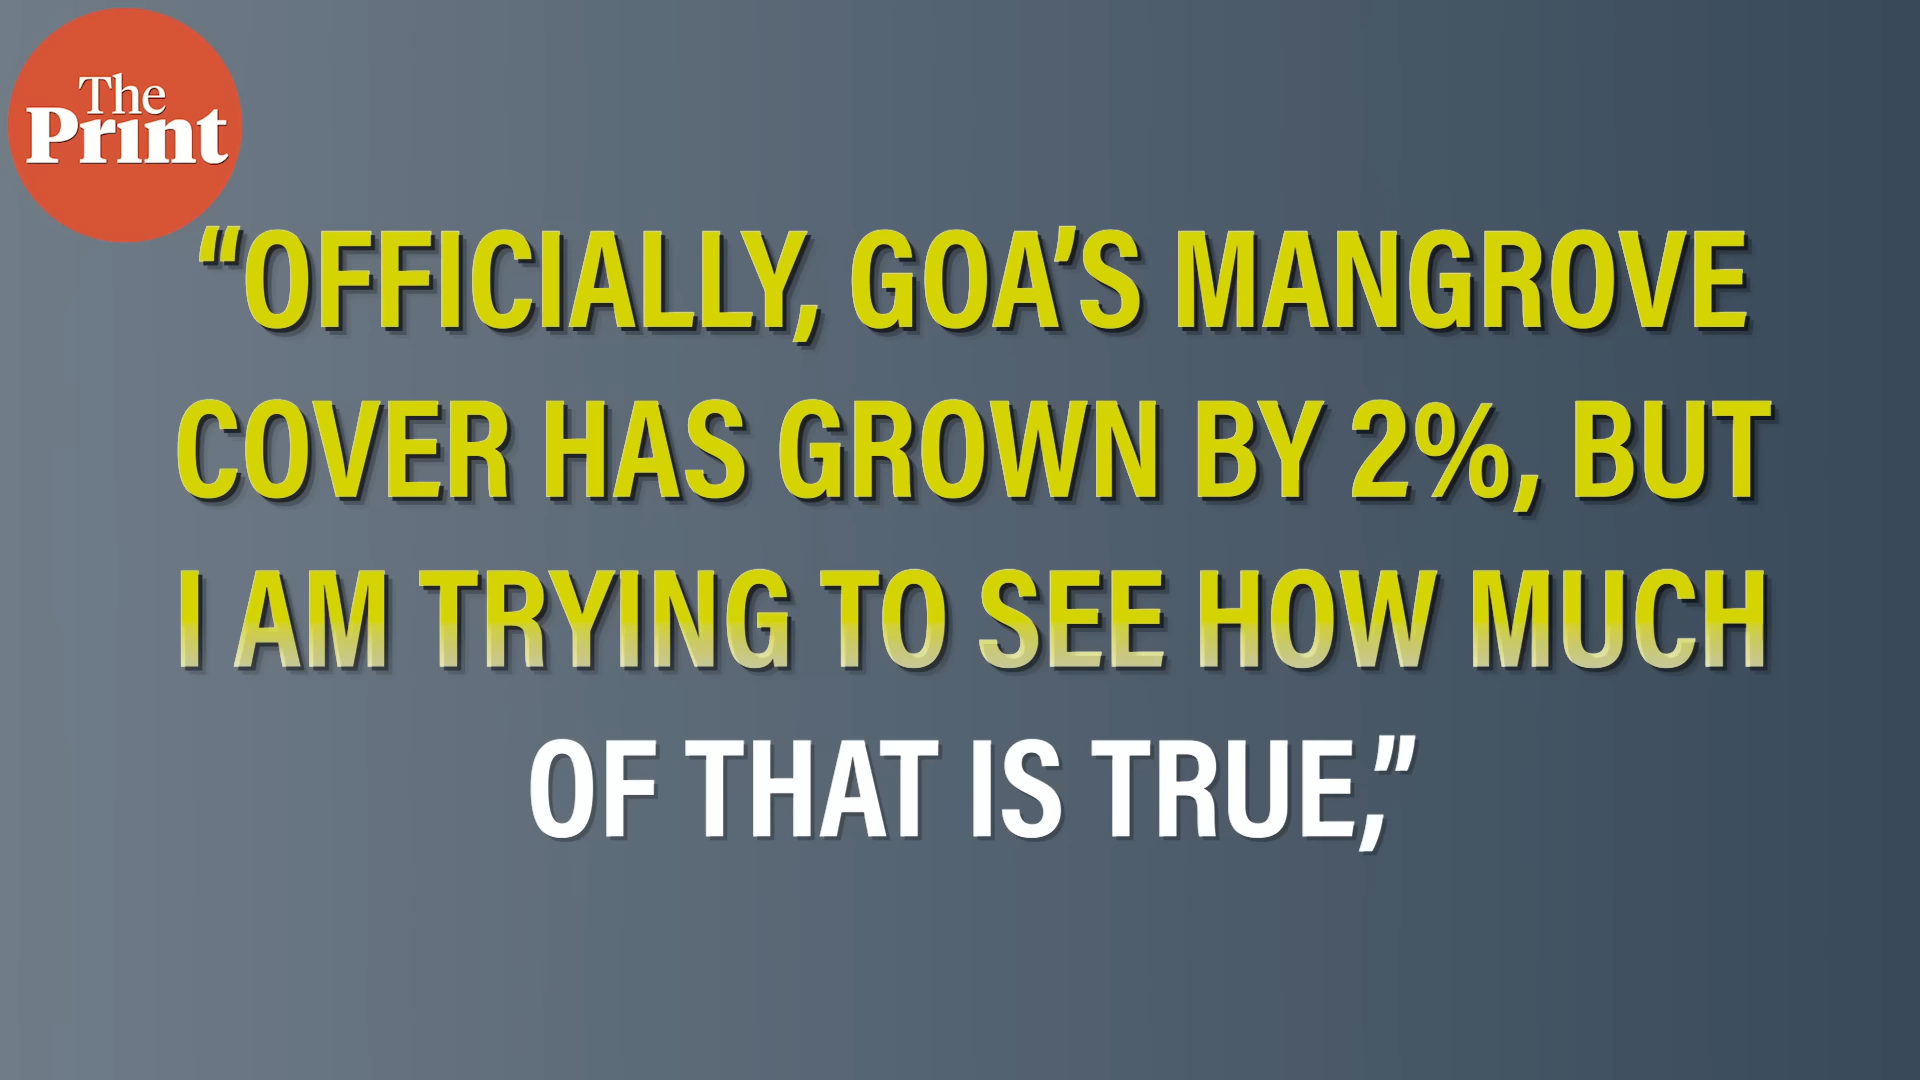 The
Print
“OFFICIALLY, GOA’S MANGROVE
COVER HAS GROWN BY 2%, BUT
I AM TRYING TO SEE HOW MUCH
OF THAT IS TRUE,”